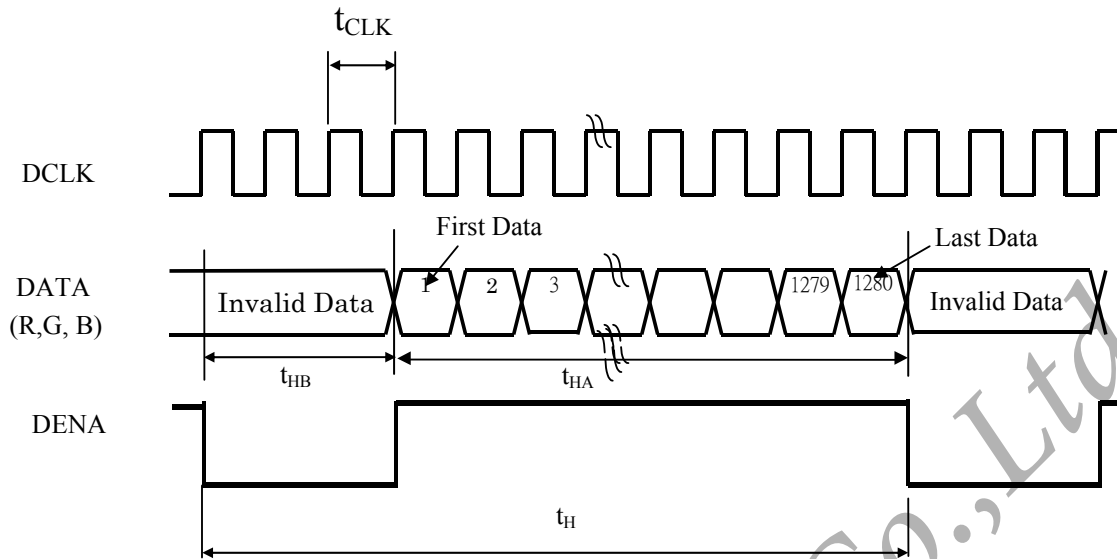 tCLK
DCLK
First Data
Last Data
DATA
(R,G, B)
Invalid Data
1
2
3
1279
1280
Invalid Data
tHB
tHA
DENA
tH
Co.,Ltd